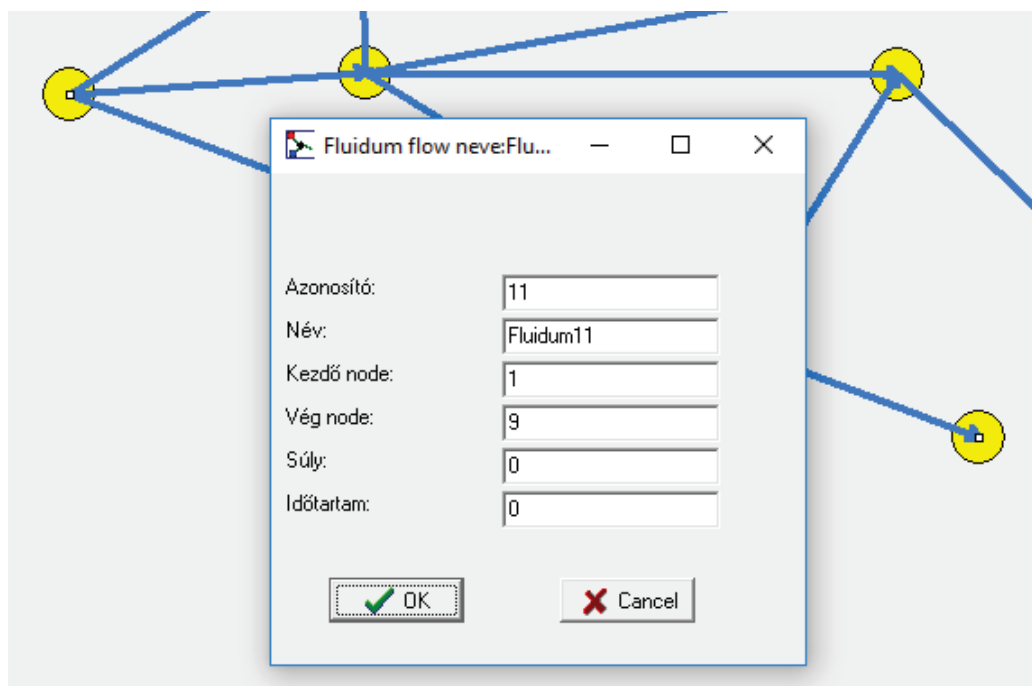 Fluidum flow neve:Flu...
Azonosító: 11
Név: Fluidum11
Kezdő node: 1
Vég node: 9
Súly: 0
Időtartam: 0
OK Cancel